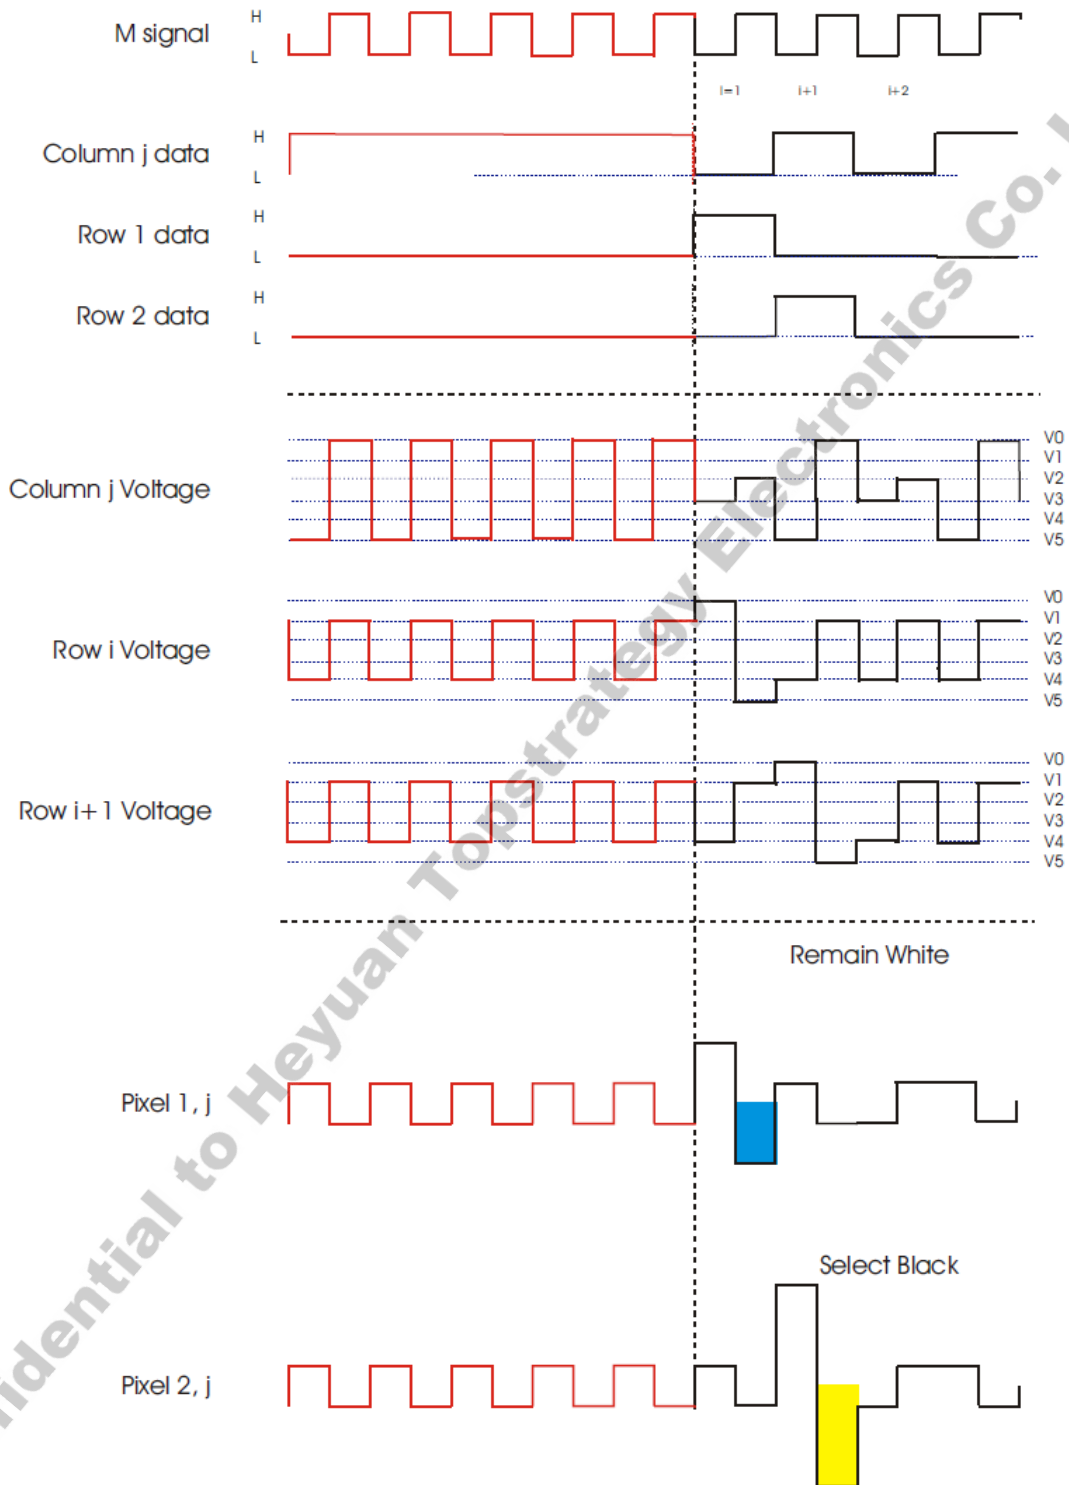 M signal
H
L
I=1 i+1 i+2
Column j data
H
L
Row 1 data
H
L
Row 2 data
H
L
Column j Voltage
V0
V1
V2
V3
V4
V5
Row i Voltage
V0
V1
V2
V3
V4
V5
Row i+1 Voltage
V0
V1
V2
V3
V4
V5
Remain White
Pixel 1, j
Select Black
Pixel 2, j
to Heyuan Topstrategy Electronics Co.